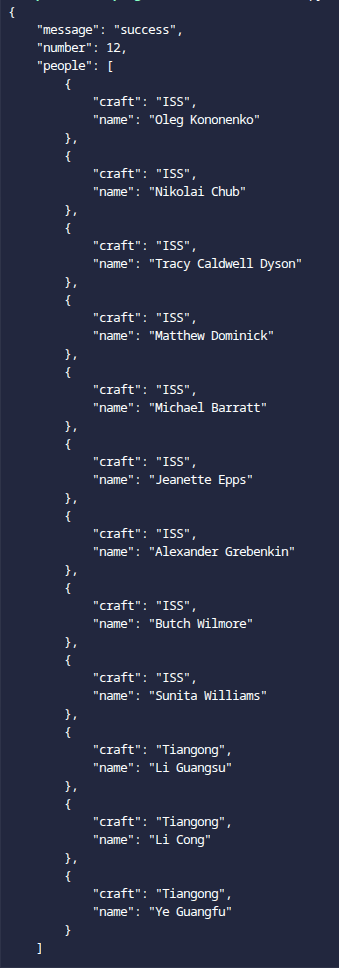 {
    "message": "success",
    "number": 12,
    "people": [
        {
            "craft": "ISS",
            "name": "Oleg Kononenko"
        },
        {
            "craft": "ISS",
            "name": "Nikolai Chub"
        },
        {
            "craft": "ISS",
            "name": "Tracy Caldwell Dyson"
        },
        {
            "craft": "ISS",
            "name": "Matthew Dominick"
        },
        {
            "craft": "ISS",
            "name": "Michael Barratt"
        },
        {
            "craft": "ISS",
            "name": "Jeanette Epps"
        },
        {
            "craft": "ISS",
            "name": "Alexander Grebenkin"
        },
        {
            "craft": "ISS",
            "name": "Butch Wilmore"
        },
        {
            "craft": "ISS",
            "name": "Sunita Williams"
        },
        {
            "craft": "Tiangong",
            "name": "Li Guangsu"
        },
        {
            "craft": "Tiangong",
            "name": "Li Cong"
        },
        {
            "craft": "Tiangong",
            "name": "Ye Guangfu"
        }
    ]